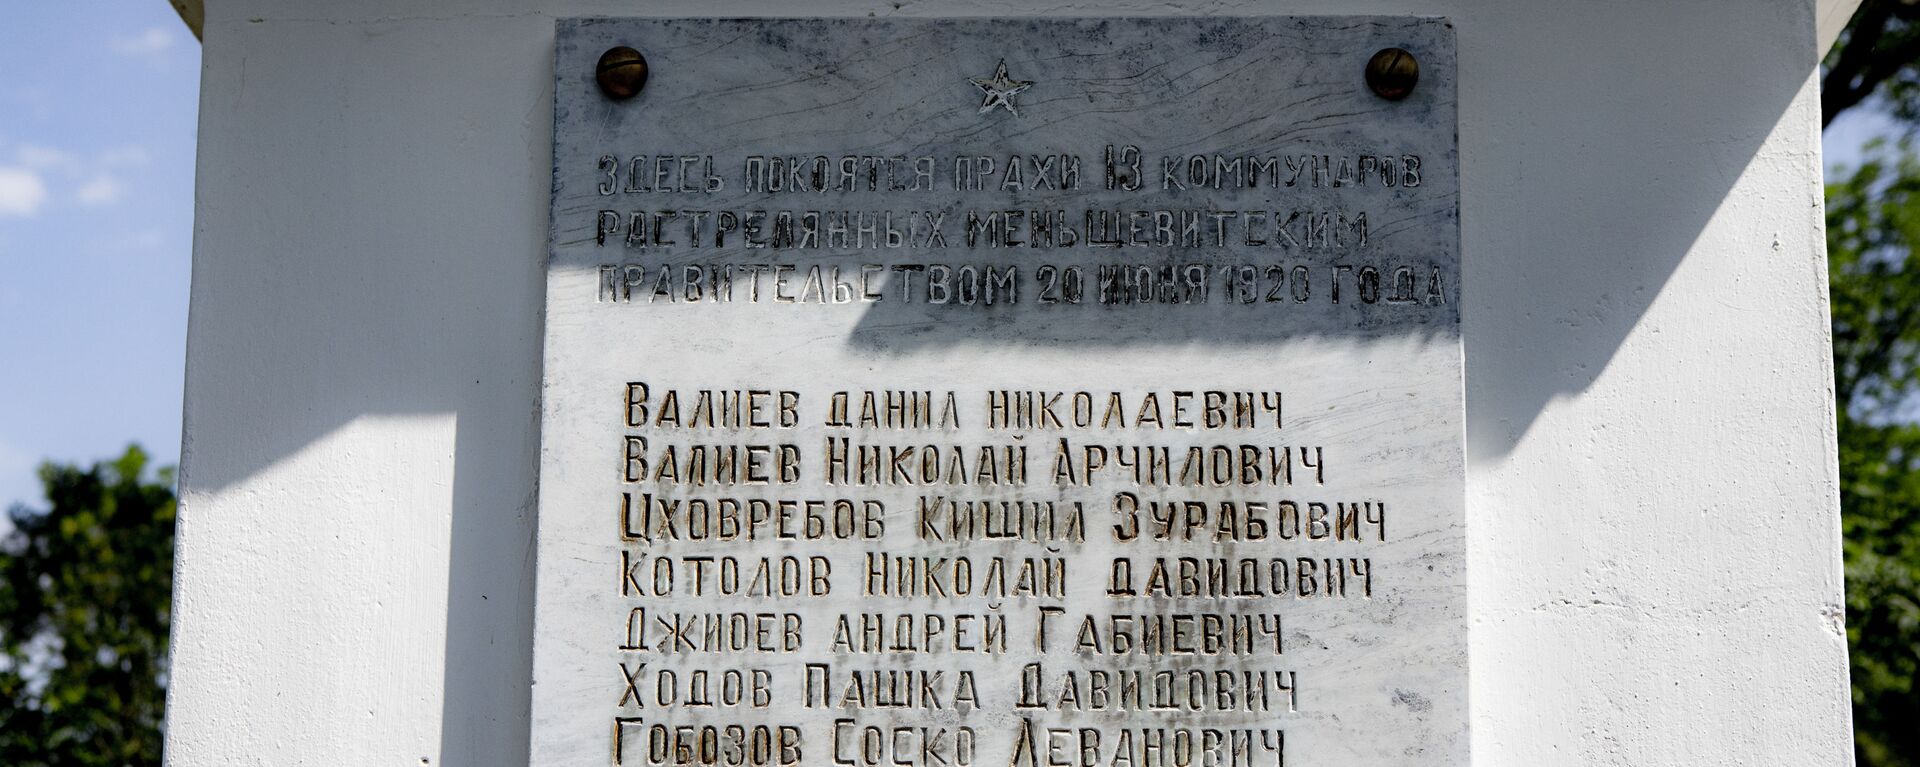 ЗДЕСЬ ПОКОЯТСЯ ПРАХИ 13 КОММУНАРОВ
РАСТРЕЛЯННЫХ МЕНЬШЕВИТСКИМ
ПРАВИТЕЛЬСТВОМ 20 ИЮНЯ 1920 ГОДА
ВАЛИЕВ ДАНИЛ НИКОЛАЕВИЧ
ВАЛИЕВ НИКОЛАЙ АРЧИЛОВИЧ
ЦХОВРЕБОВ КИШИЛ ЗУРАБОВИЧ
КОТОЛОВ НИКОЛАЙ ДАВИДОВИЧ
ДЖИОЕВ АНДРЕЙ ГАБИЕВИЧ
ХОДОВ ПАШКА ДАВИДОВИЧ
ГОБОЗОВ СОСКО ЛЕВАНОВИЧ